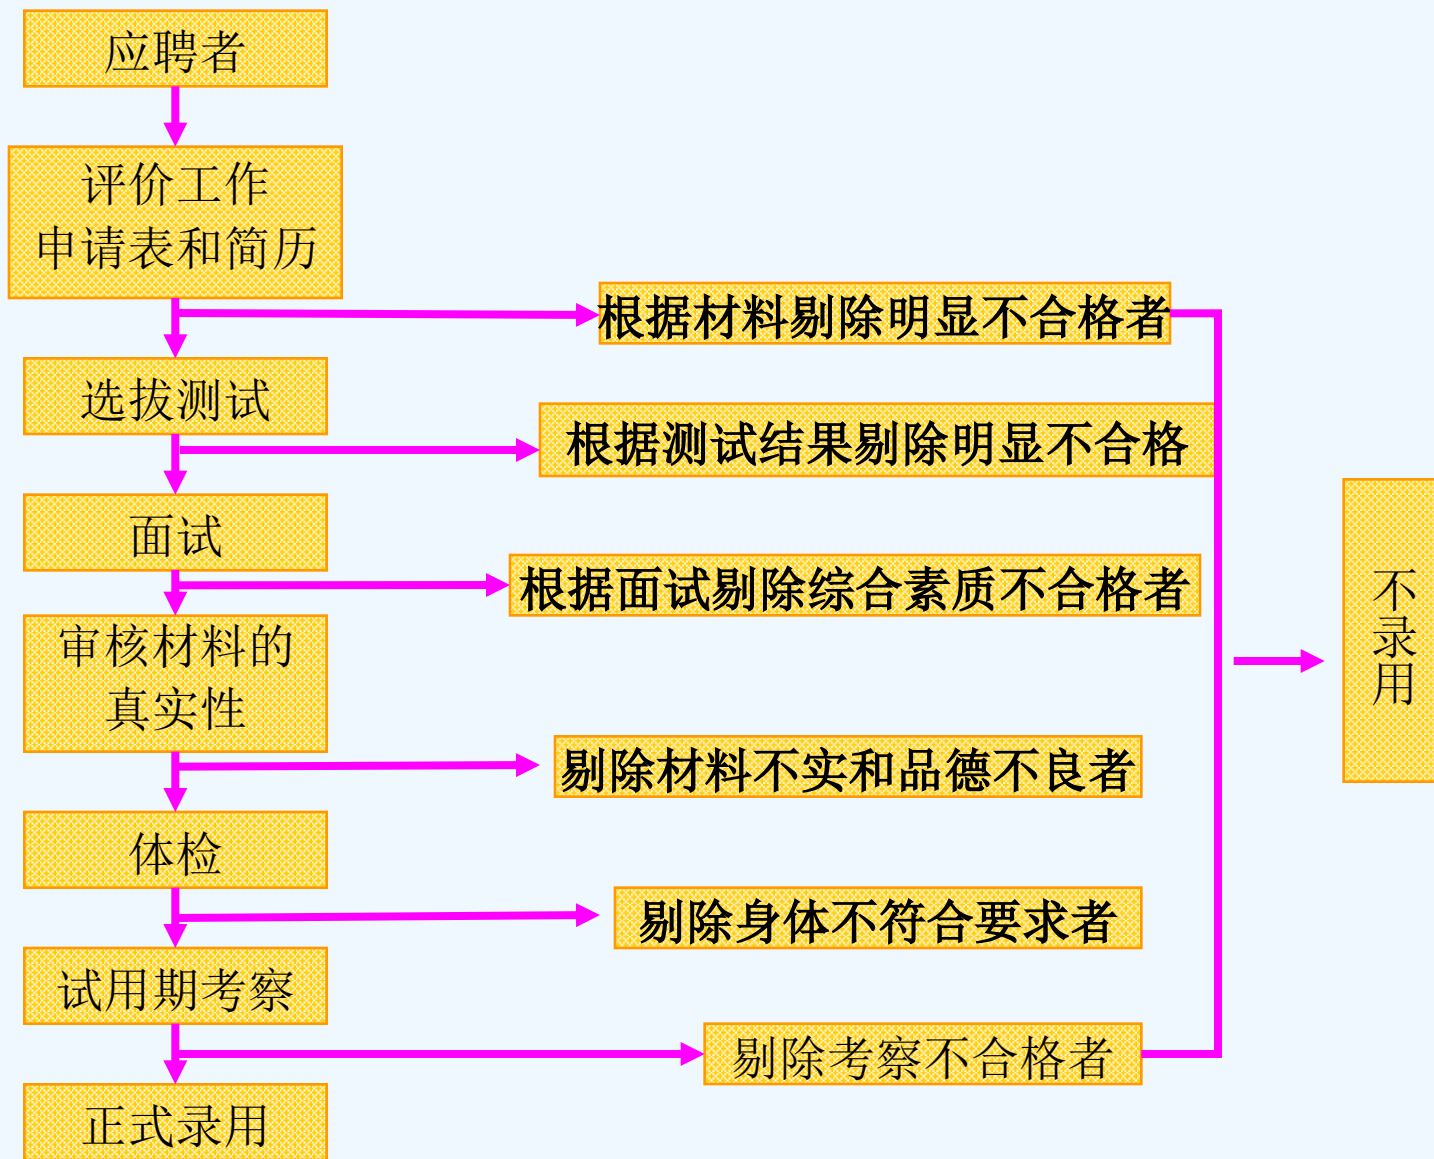 应聘者
评价工作
申请表和简历
根据材料剔除明显不合格者
选拔测试
根据测试结果剔除明显不合格
面试
根据面试剔除综合素质不合格者
审核材料的
真实性
剔除材料不实和品德不良者
体检
剔除身体不符合要求者
试用期考察
剔除考察不合格者
正式录用
不录用